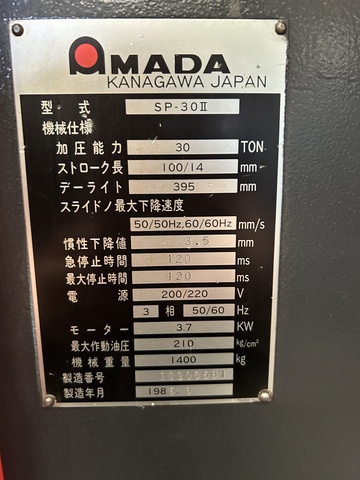 AMADA
KANAGAWA JAPAN
型式 SP-30II
機械仕様
加圧能力 30 TON
ストローク長 100/14 mm
デーライト 395 mm
スライドノ最大下降速度
50/50Hz,60/60Hz mm/s
慣性下降値 3.5 mm
急停止時間 120 ms
最大停止時間 120 ms
電源 200/220 V
3相 50/60 Hz
モーター 3.7 KW
最大作動油圧 210 kg/cm²
機械重量 1400 kg
製造番号
製造年月 198